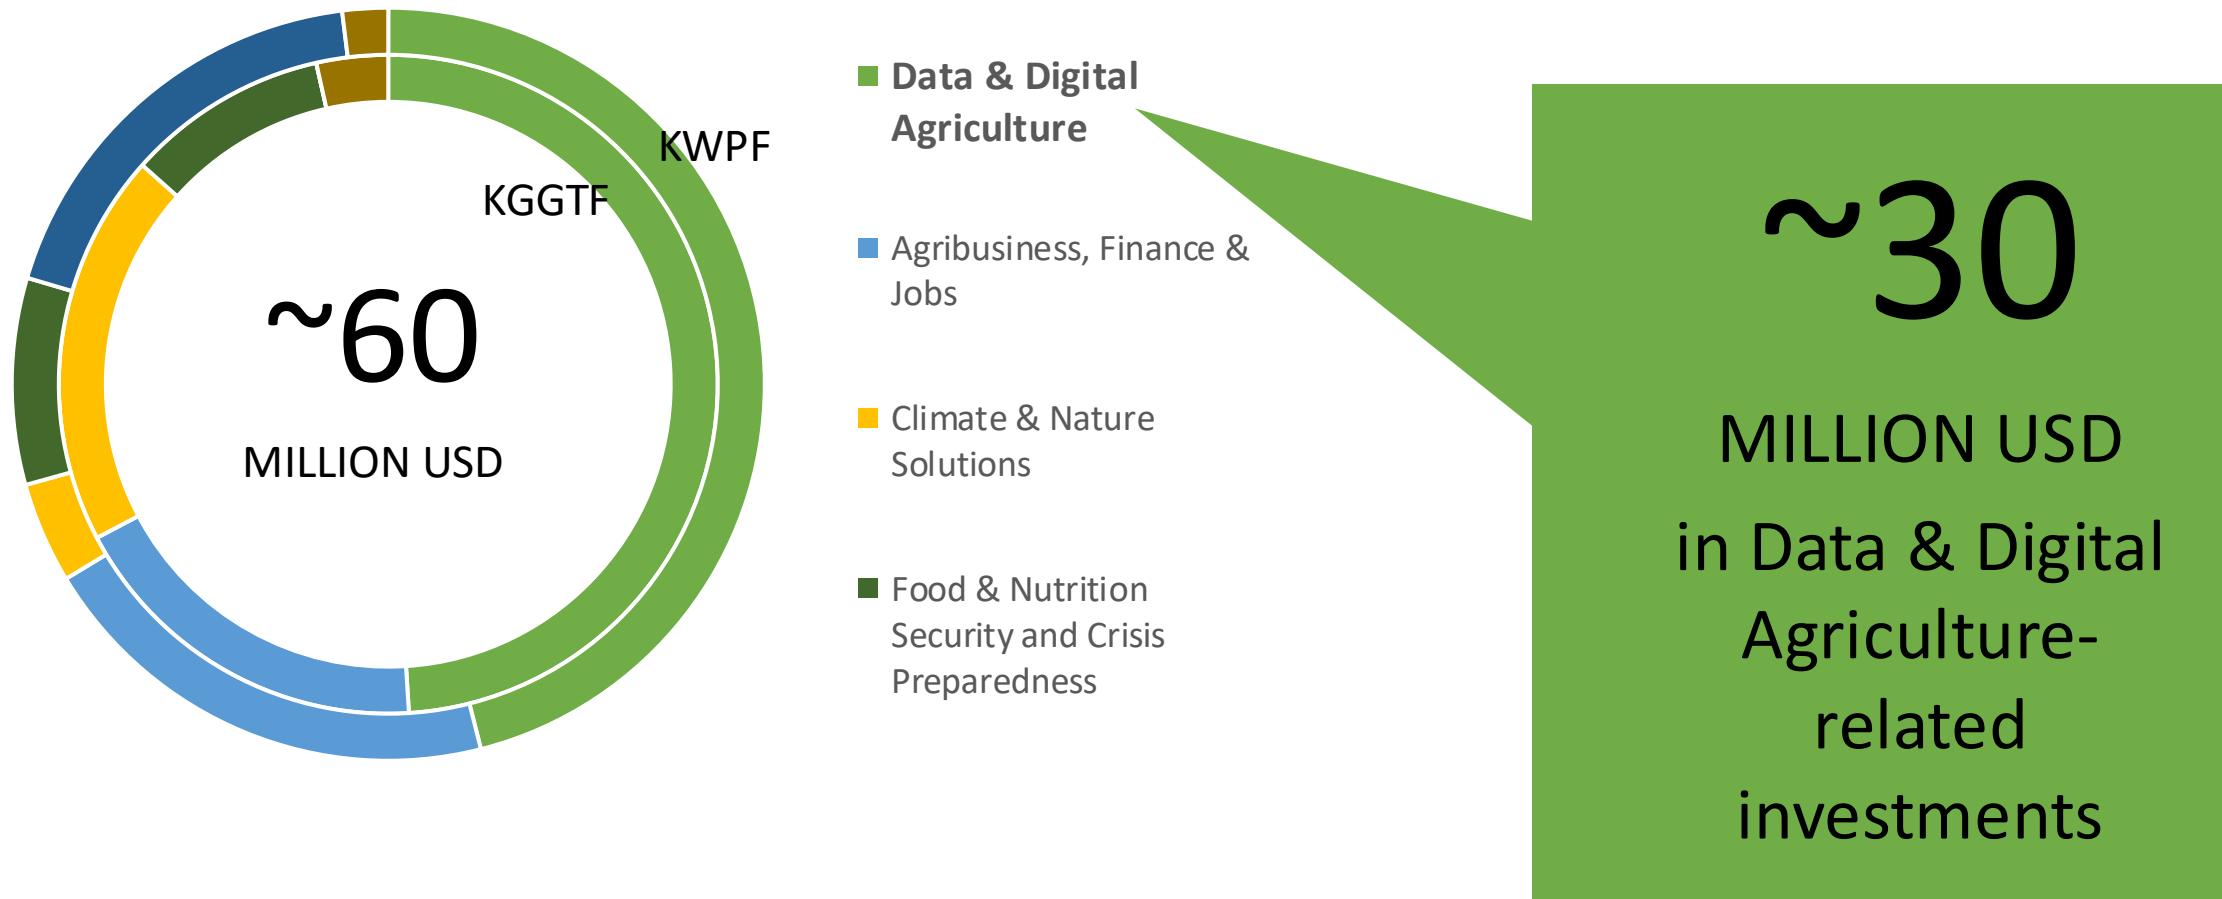 KWPF
KGGTF
~60
MILLION USD
Data & Digital
Agriculture
Agribusiness, Finance &
Jobs
Climate & Nature
Solutions
Food & Nutrition
Security and Crisis
Preparedness
~30
MILLION USD
in Data & Digital
Agriculture-
related
investments